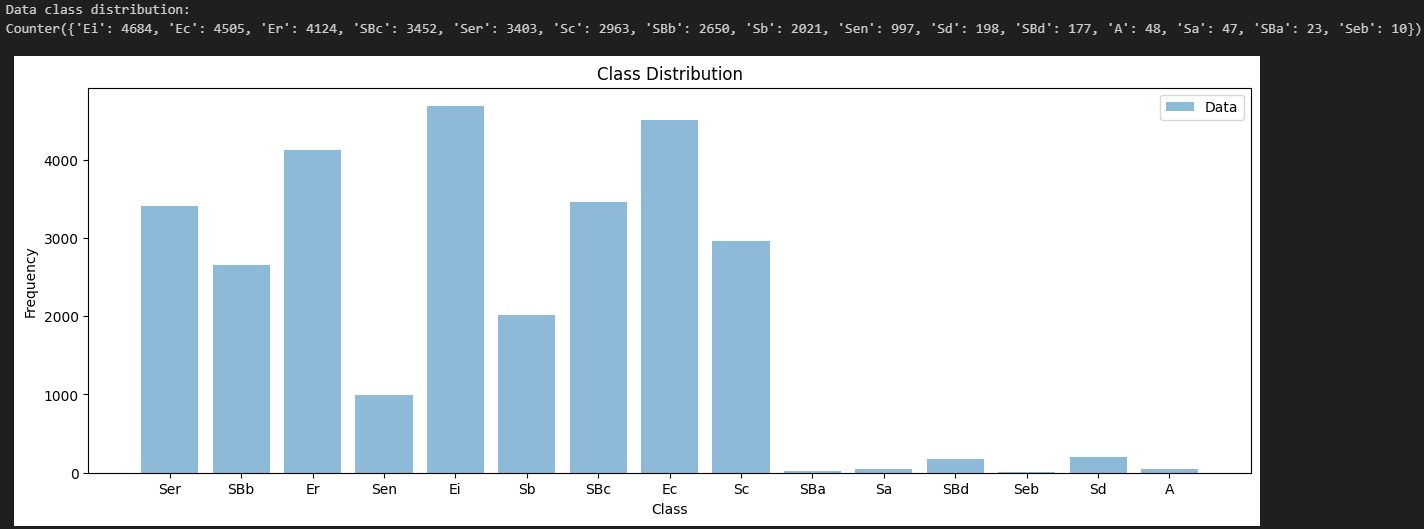 Data class distribution:
Counter({'Ei': 4684, 'Ec': 4505, 'Er': 4124, 'SBc': 3452, 'Ser': 3403, 'Sc': 2963, 'SBb': 2650, 'Sb': 2021, 'Sen': 997, 'Sd': 198, 'SBd': 177, 'A': 48, 'Sa': 47, 'SBa': 23, 'Seb': 10})
Class Distribution
Data
Frequency
4000
3000
2000
1000
0
Ser SBb Er Sen Ei Sb SBc Ec Sc SBa Sa SBd Seb Sd A
Class